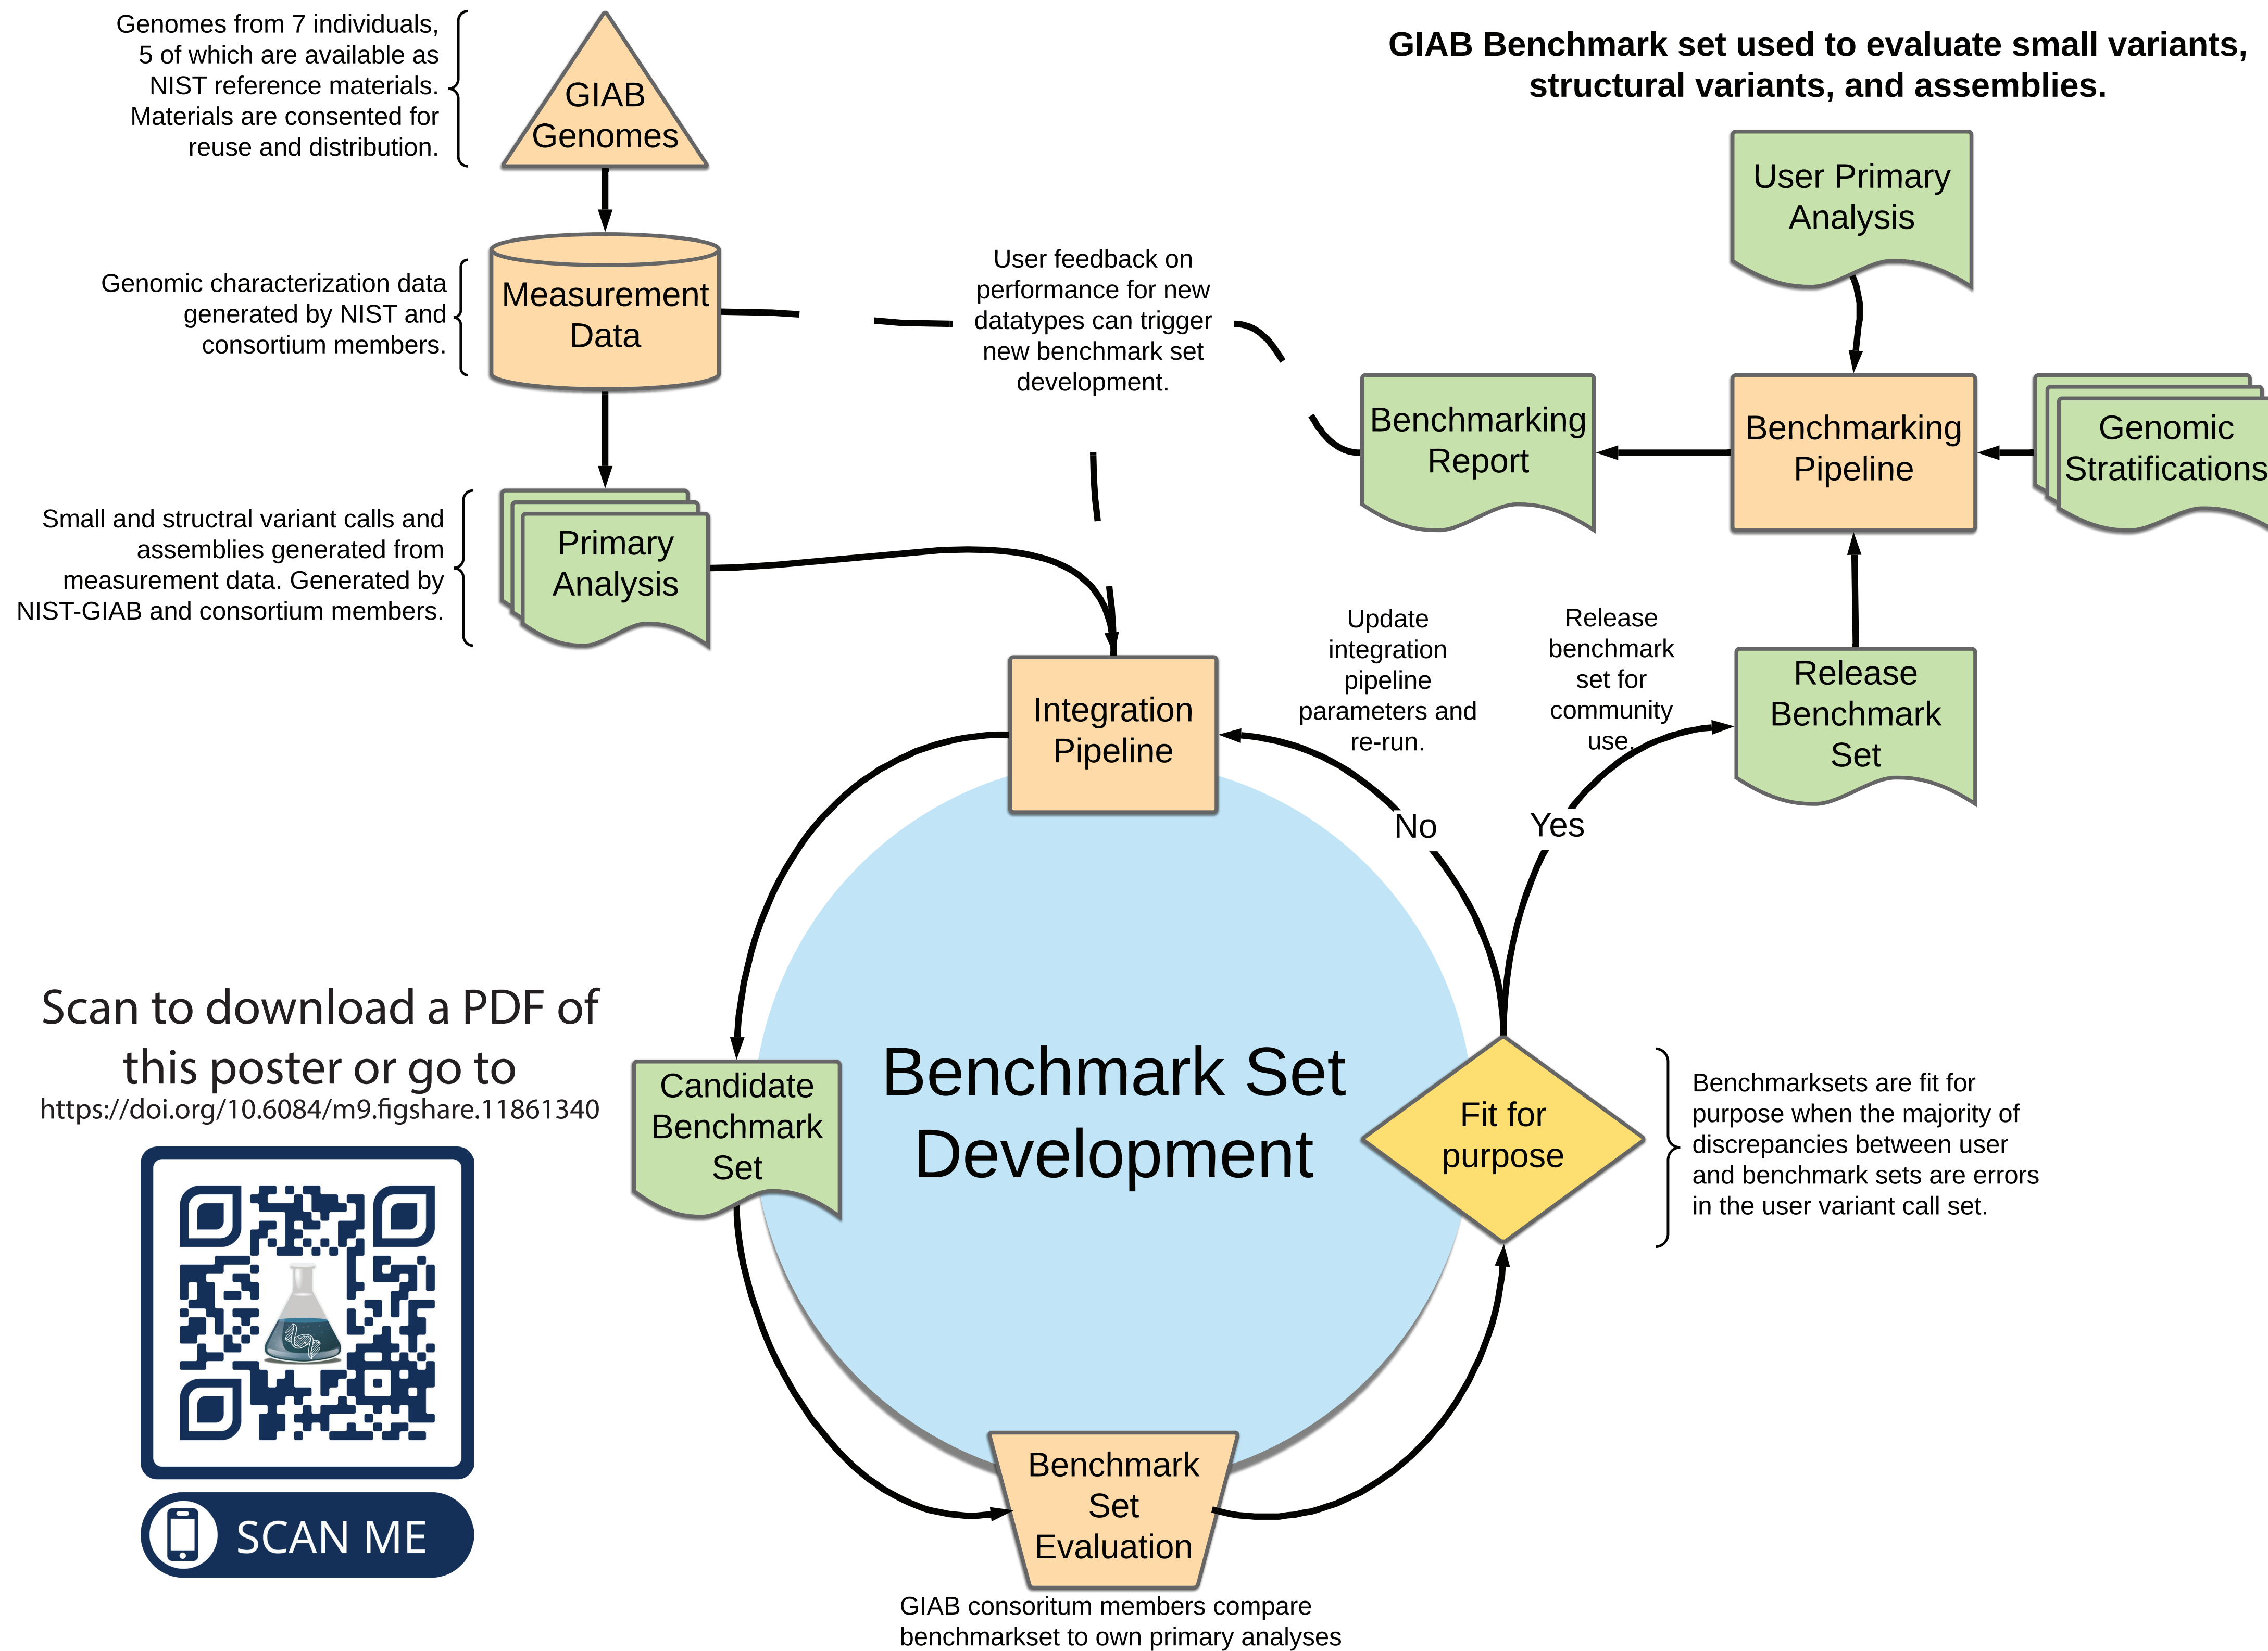 Genomes from 7 individuals,
5 of which are available as
NIST reference materials.
Materials are consented for
reuse and distribution.
GIAB
Genomes
GIAB Benchmark set used to evaluate small variants,
structural variants, and assemblies.
User Primary
Analysis
Genomic characterization data
generated by NIST and
consortium members.
Measurement
Data
User feedback on
performance for new
datatypes can trigger
new benchmark set
development.
Benchmarking
Report
Benchmarking
Pipeline
Genomic
Stratifications
Small and structral variant calls and
assemblies generated from
measurement data. Generated by
NIST-GIAB and consortium members.
Primary
Analysis
Integration
Pipeline
Update
integration
pipeline
parameters and
re-run.
Release
benchmark
set for
community
use.
Release
Benchmark
Set
No
Yes
Scan to download a PDF of
this poster or go to
https://doi.org/10.6084/m9.figshare.11861340
SCAN ME
Candidate
Benchmark
Set
Benchmark Set
Development
Fit for
purpose
Benchmarksets are fit for
purpose when the majority of
discrepancies between user
and benchmark sets are errors
in the user variant call set.
Benchmark
Set
Evaluation
GIAB consoritum members compare
benchmarkset to own primary analyses